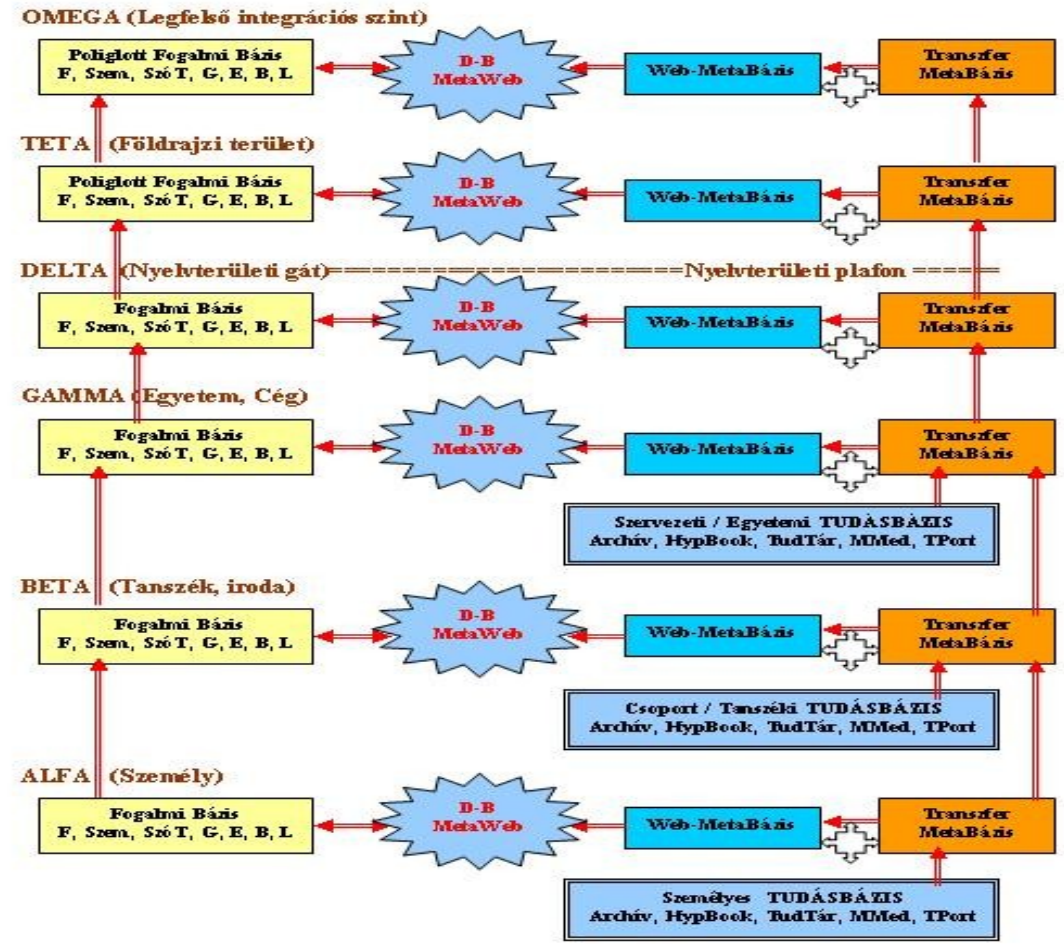 OMEGA (Legfelső integrációs szint)
Poliglott Fogalmi Bázis
F, Szem, Szó T, G, E, B, L
D-B
MetaWeb
Web-MetaBázis
Transzfer
MetaBázis
TETA (Földrajzi terület)
Poliglott Fogalmi Bázis
F, Szem, Szó T, G, E, B, L
D-B
MetaWeb
Web-MetaBázis
Transzfer
MetaBázis
DELTA (Nyelvterületi gát)=======================Nyelvterületi plafon ======
Fogalmi Bázis
F, Szem, Szó T, G, E, B, L
D-B
MetaWeb
Web-MetaBázis
Transzfer
MetaBázis
GAMMA (Egyetem, Cég)
Fogalmi Bázis
F, Szem, Szó T, G, E, B, L
D-B
MetaWeb
Web-MetaBázis
Transzfer
MetaBázis
Szervezeti / Egyetemi TUDÁSBÁZIS
Archív, HypBook, TudTár, MMed, TPort
BETA (Tanszék, iroda)
Fogalmi Bázis
F, Szem, Szó T, G, E, B, L
D-B
MetaWeb
Web-MetaBázis
Transzfer
MetaBázis
Csoport / Tanszéki TUDÁSBÁZIS
Archív, HypBook, TudTár, MMed, TPort
ALFA (Személy)
Fogalmi Bázis
F, Szem, Szó T, G, E, B, L
D-B
MetaWeb
Web-MetaBázis
Transzfer
MetaBázis
Személyes TUDÁSBÁZIS
Archív, HypBook, TudTár, MMed, TPort